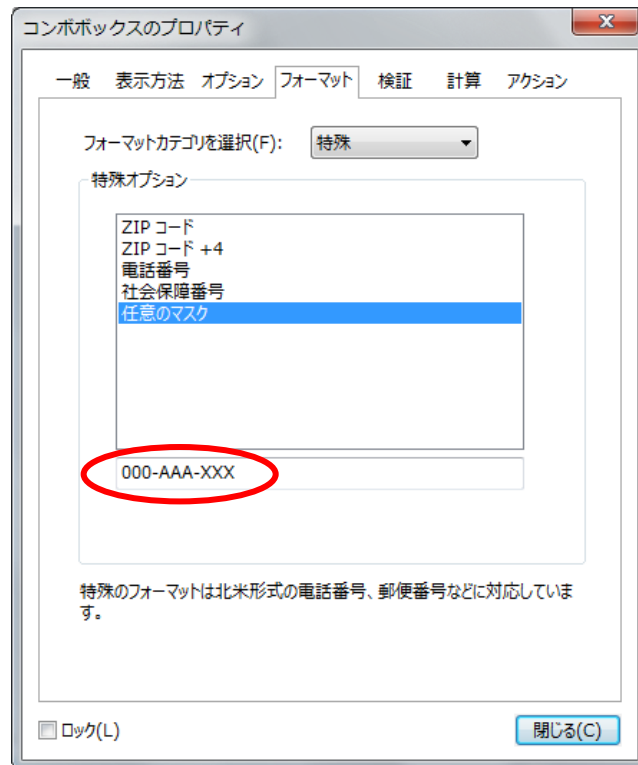 コンボボックスのプロパティ
一般 表示方法 オプション フォーマット 検証 計算 アクション
フォーマットカテゴリを選択(F): 特殊
特殊オプション
ZIP コード
ZIP コード +4
電話番号
社会保障番号
任意のマスク
000-AAA-XXX
特殊のフォーマットは北米形式の電話番号、郵便番号などに対応していま
す。
ロック(L) 閉じる(C)